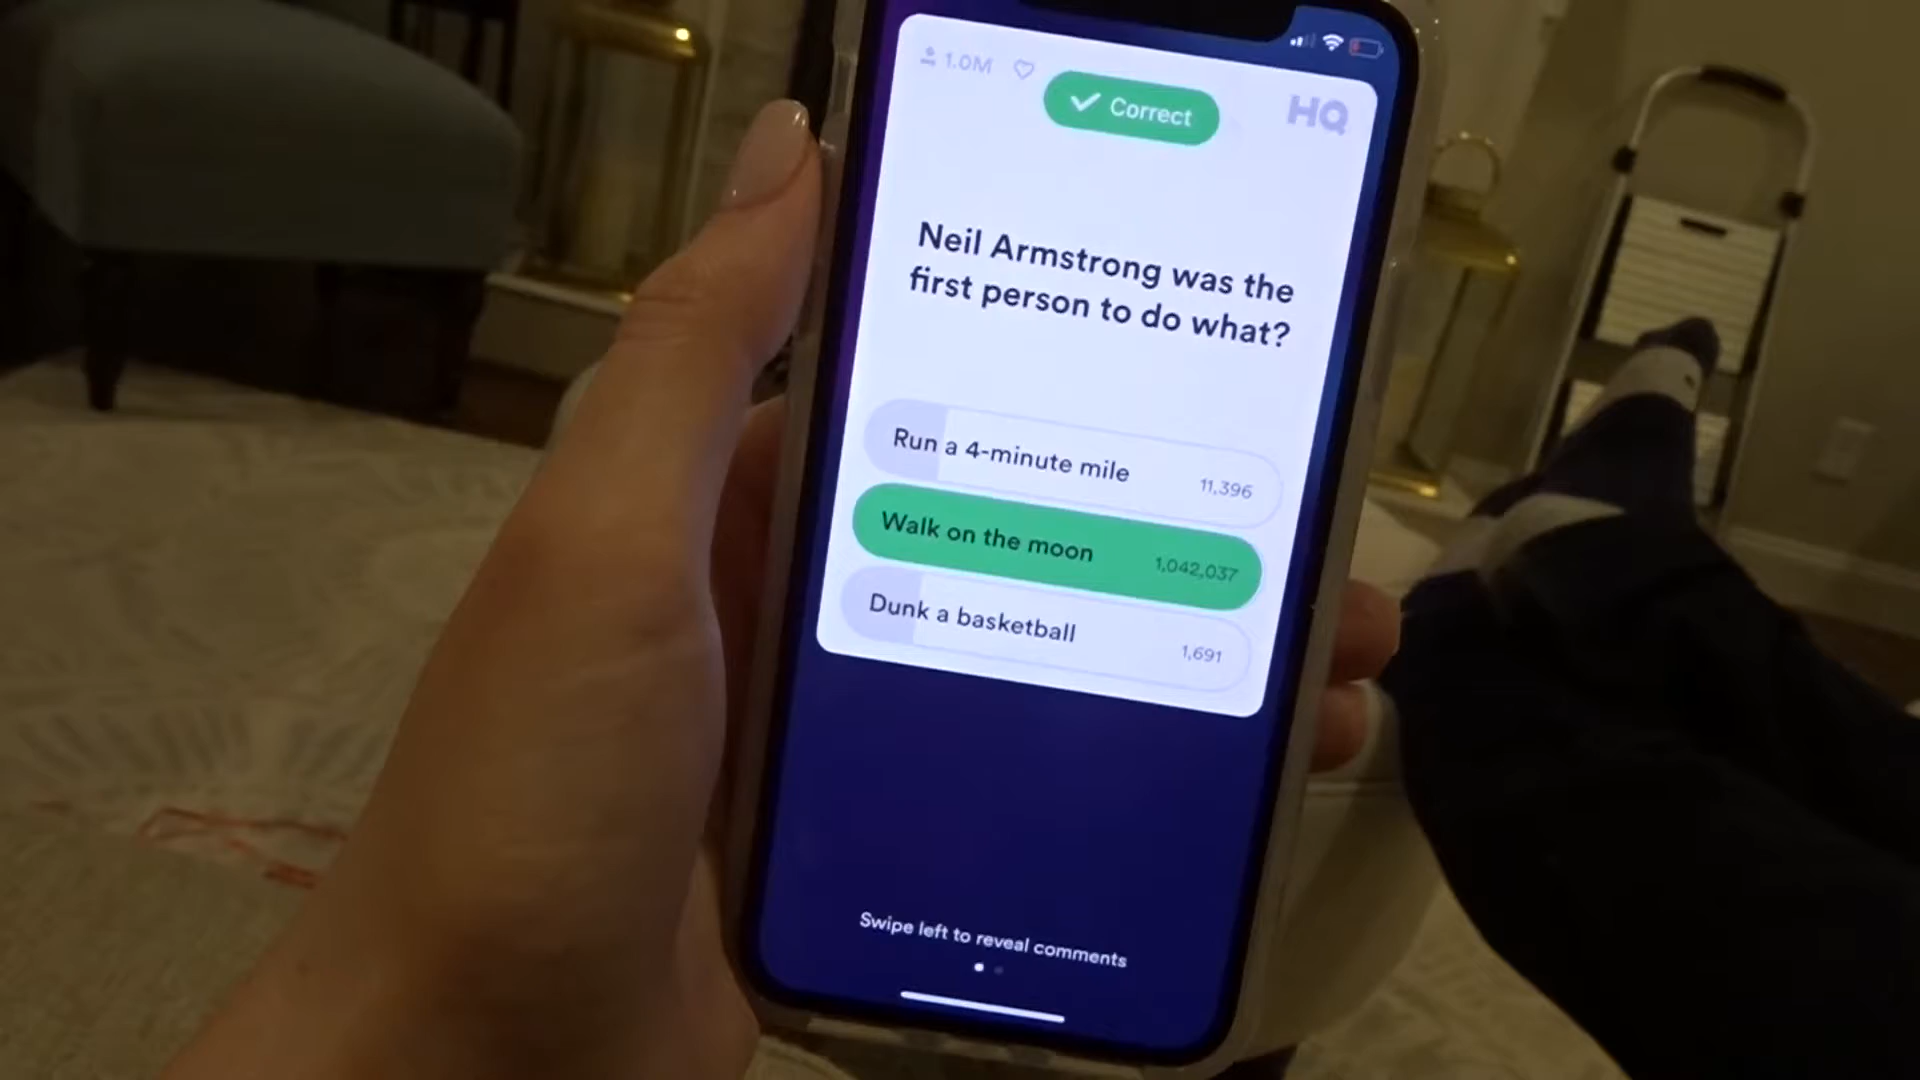 1.0M
Correct
HQ
Neil Armstrong was the
first person to do what?
Run a 4-minute mile 11,396
Walk on the moon 1,042,037
Dunk a basketball 1,691
Swipe left to reveal comments